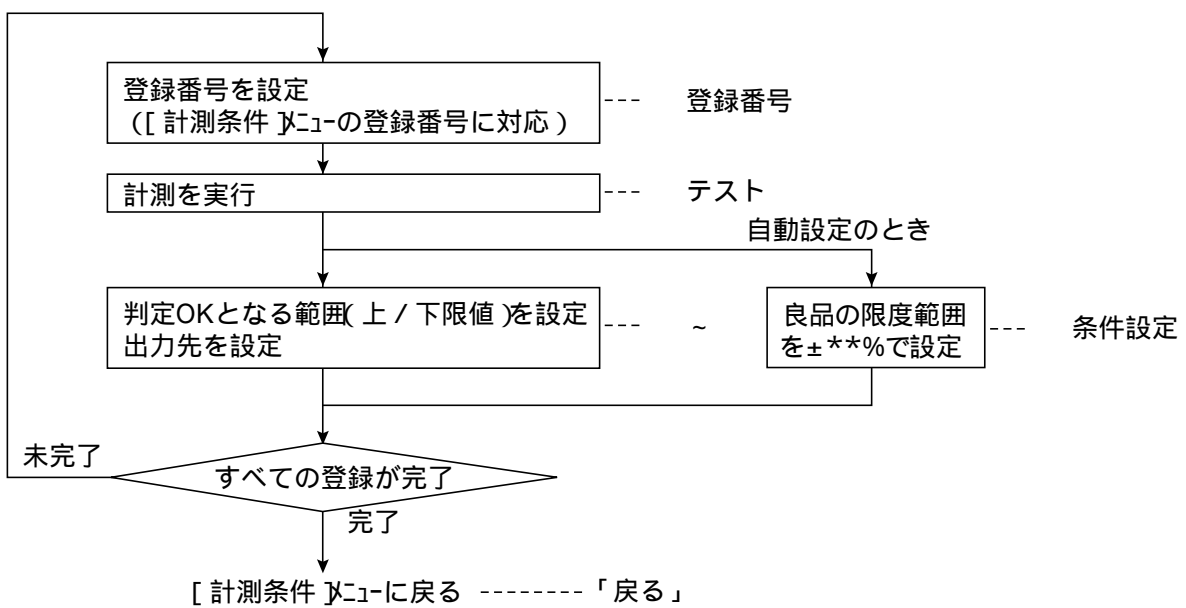 登録番号を設定
([ 計測条件 ]ﾒﾆｭｰの登録番号に対応 )
--- 登録番号
計測を実行
--- テスト
自動設定のとき
判定OKとなる範囲( 上 / 下限値 )を設定
出力先を設定
--- ~
良品の限度範囲
を±**%で設定
--- 条件設定
未完了
すべての登録が完了
完了
[ 計測条件 ]ﾒﾆｭｰに戻る --------「戻る」